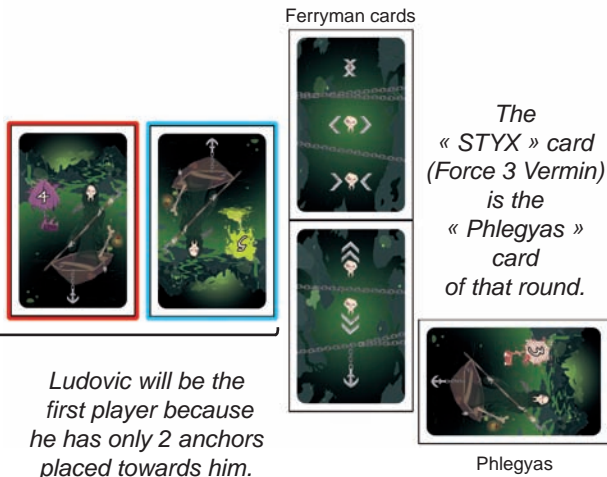 Ferryman cards
The
« STYX » card
(Force 3 Vermin)
is the
« Phlegyas »
card
of that round.
4
5
3
Ludovic will be the
first player because
he has only 2 anchors
placed towards him.
Phlegyas